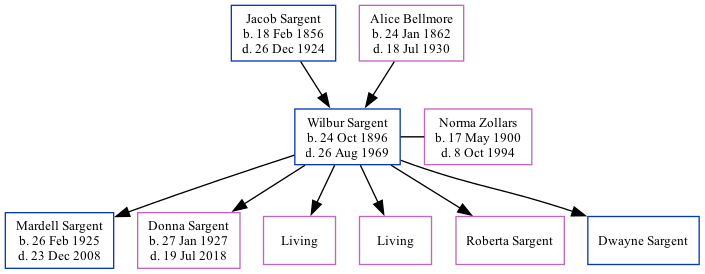 Jacob Sargent
b. 18 Feb 1856
d. 26 Dec 1924
Alice Bellmore
b. 24 Jan 1862
d. 18 Jul 1930
Wilbur Sargent
b. 24 Oct 1896
d. 26 Aug 1969
Norma Zollars
b. 17 May 1900
d. 8 Oct 1994
Mardell Sargent
b. 26 Feb 1925
d. 23 Dec 2008
Donna Sargent
b. 27 Jan 1927
d. 19 Jul 2018
Living
Living
Roberta Sargent
Dwayne Sargent